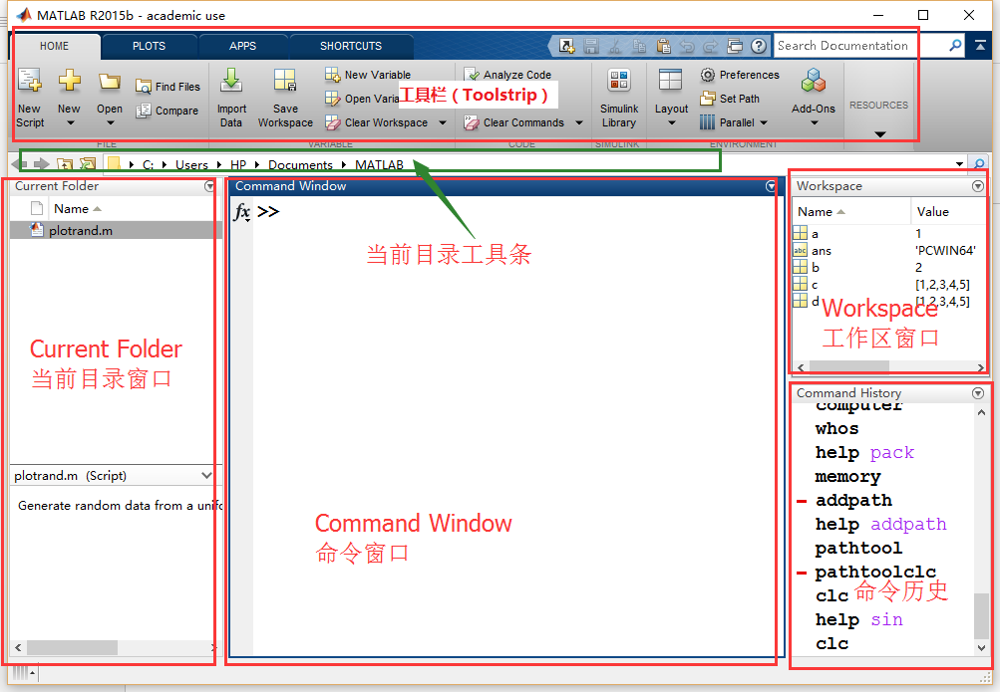 MATLAB R2015b - academic use
HOME PLOTS APPS SHORTCUTS
Search Documentation
New Script
New
Open
Find Files
Compare
Import Data
Save Workspace
New Variable
Open Varia
Clear Workspace
Analyze Code
工具栏（Toolstrip）
Clear Commands
Simulink Library
Layout
Preferences
Set Path
Parallel
Add-Ons
RESOURCES
FILE VARIABLE CODE SIMULINK ENVIRONMENT
C: Users HP Documents MATLAB
Current Folder
Name
plotrand.m
Current Folder
当前目录窗口
plotrand.m (Script)
Generate random data from a unifo
Command Window
fx >>
当前目录工具条
Command Window
命令窗口
Workspace
Name Value
a 1
abc ans 'PCWIN64'
b 2
c [1,2,3,4,5]
d [1,2,3,4,5]
Workspace
工作区窗口
Command History
computer
whos
help pack
memory
addpath
help addpath
pathtool
pathtoolclc
clc
命令历史
help sin
clc